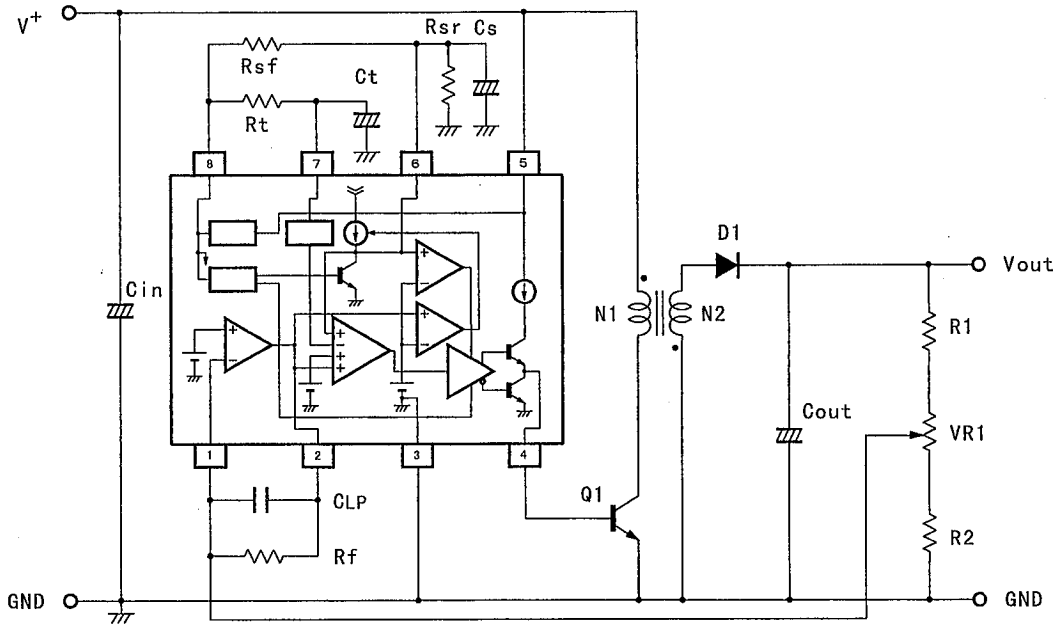 V+
Rsr Cs
Rsf
Ct
Rt
8
7
6
5
+
−
+
−
+
+
+
−
+
−
Cin
D1
Vout
N1
N2
R1
Cout
VR1
1
2
3
4
CLP
Q1
Rf
R2
GND
GND